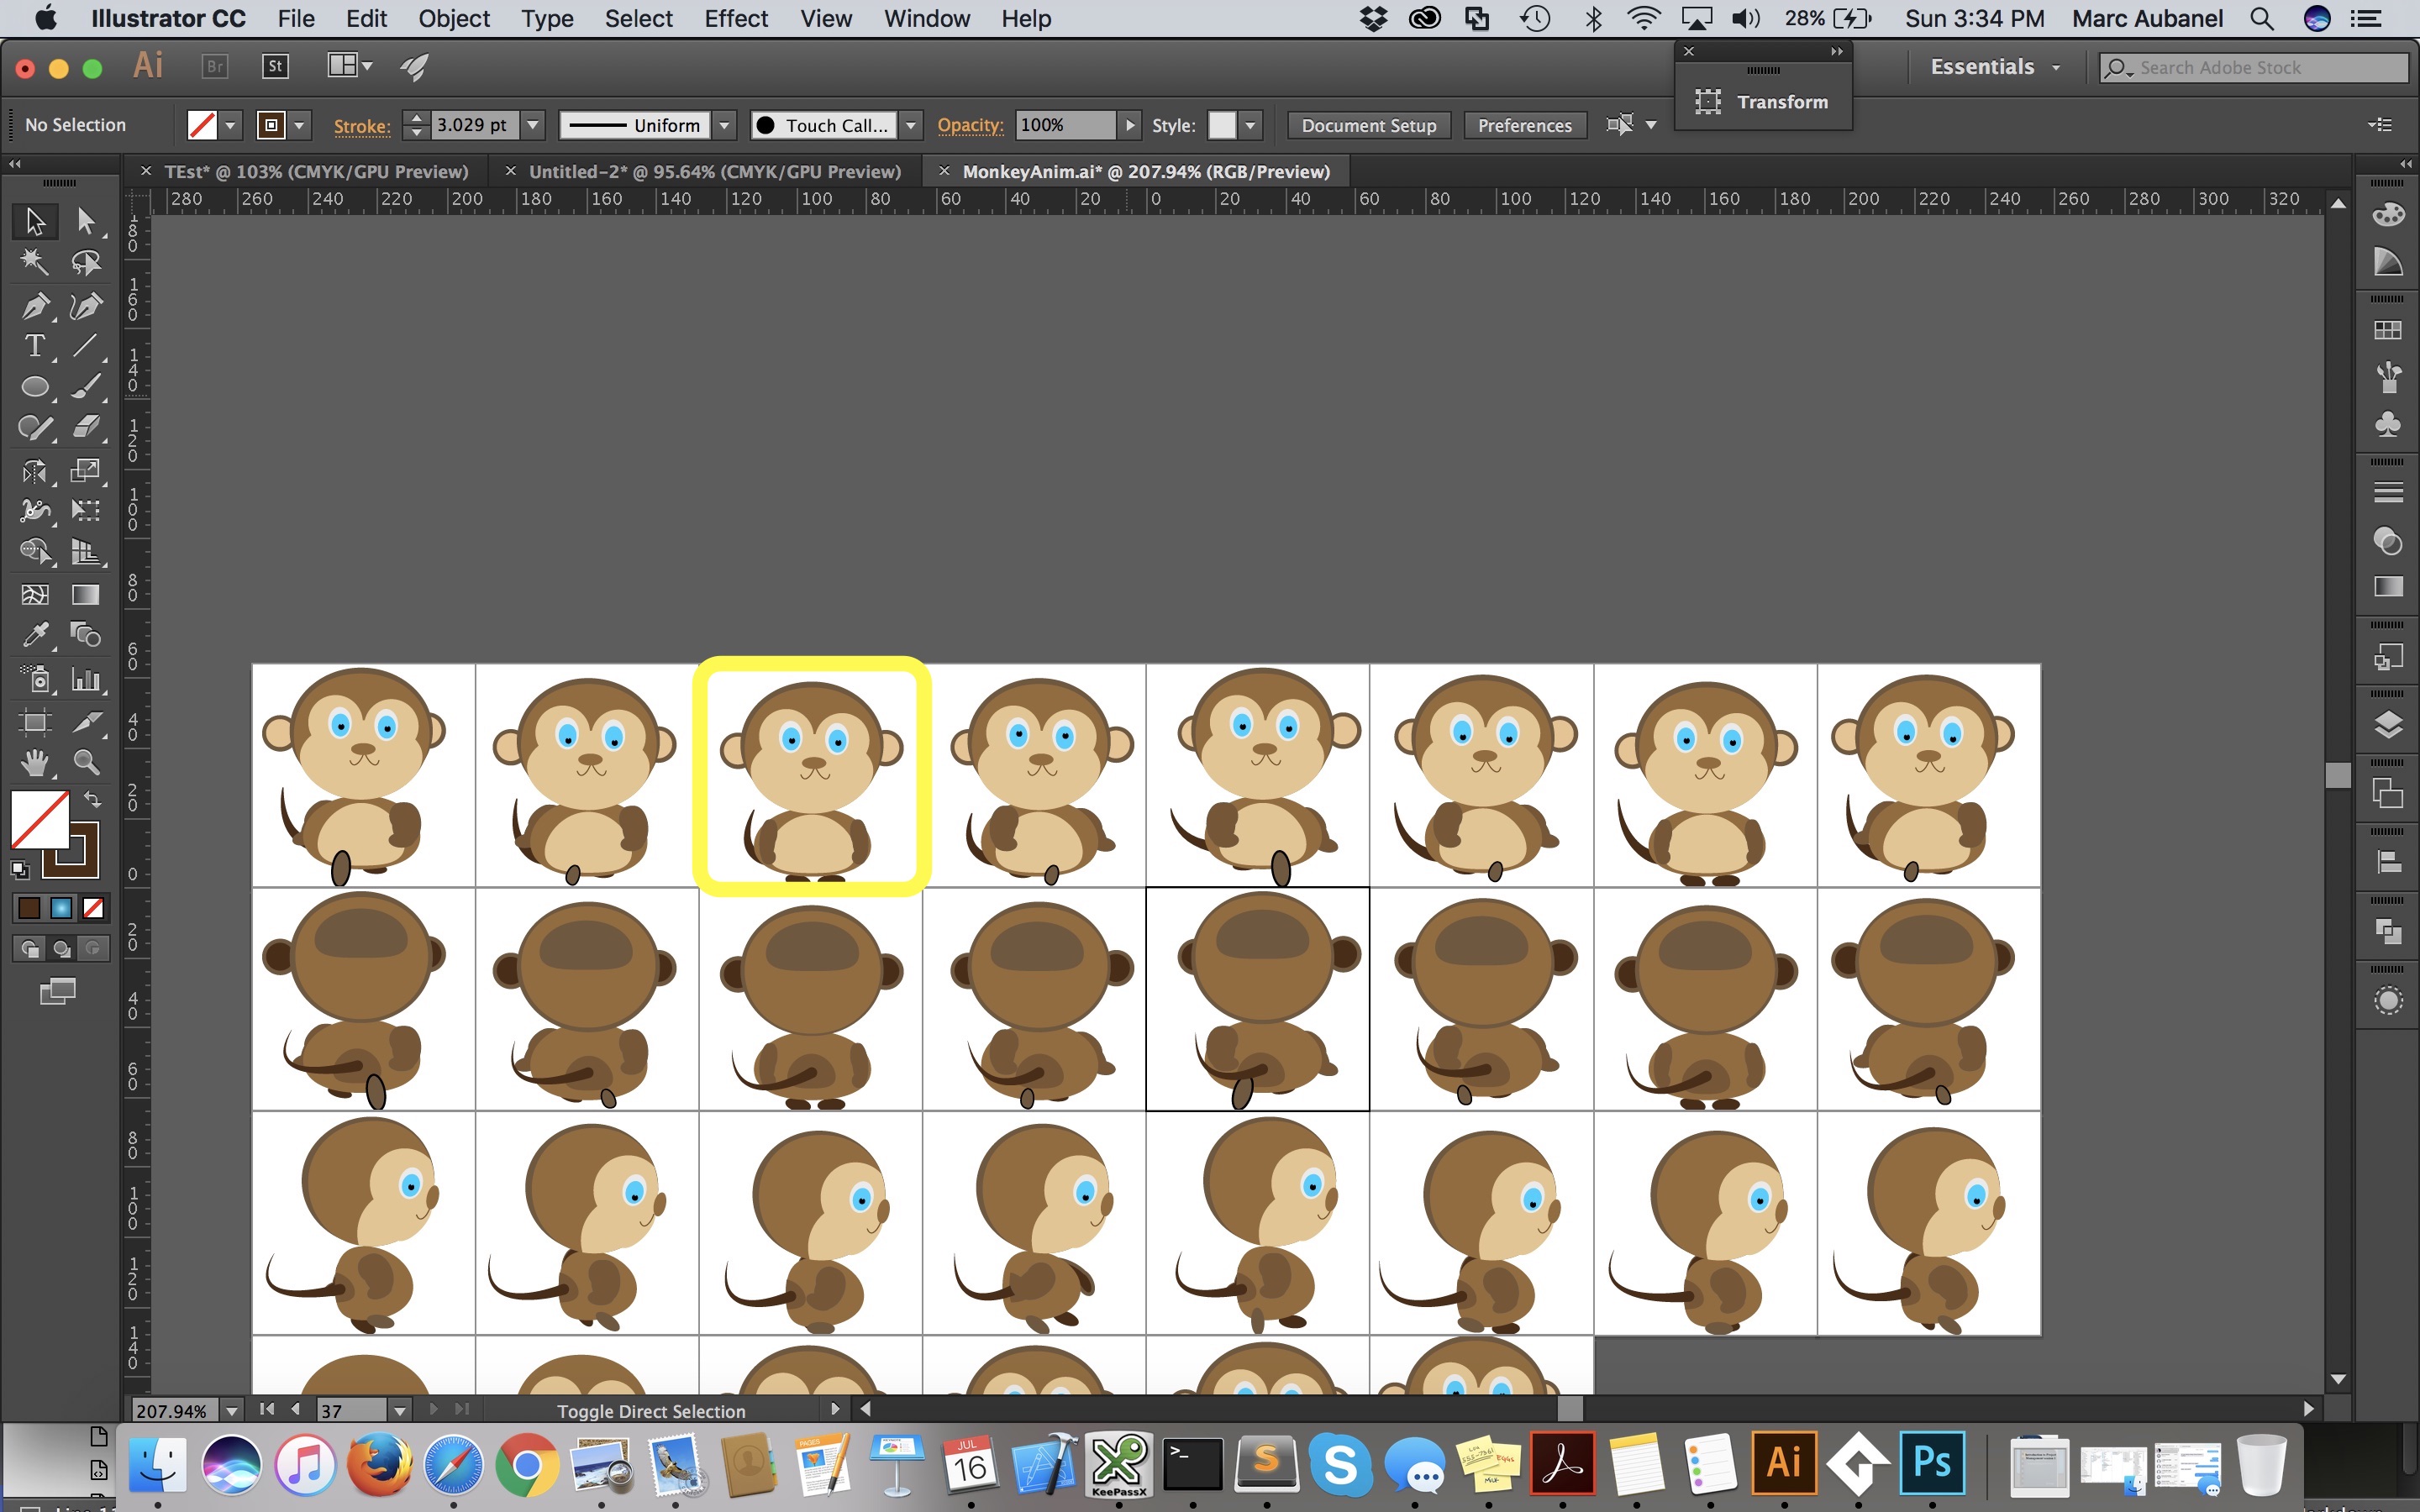 Illustrator CC File Edit Object Type Select Effect View Window Help 28% Sun 3:34 PM Marc Aubanel
Ai Br St Essentials Search Adobe Stock
Transform
No Selection Stroke: 3.029 pt Uniform Touch Call... Opacity: 100% Style: Document Setup Preferences
TEst* @ 103% (CMYK/GPU Preview) Untitled-2* @ 95.64% (CMYK/GPU Preview) MonkeyAnim.ai* @ 207.94% (RGB/Preview)
280 260 240 220 200 180 160 140 120 100 80 60 40 20 0 20 40 60 80 100 120 140 160 180 200 220 240 260 280 300 320
180
160
140
120
100
80
60
40
20
0
20
40
60
80
100
120
140
207.94% 37 Toggle Direct Selection
PAGES JUL 16 KeePassX >_ S S EGGS MILK Ai Ps